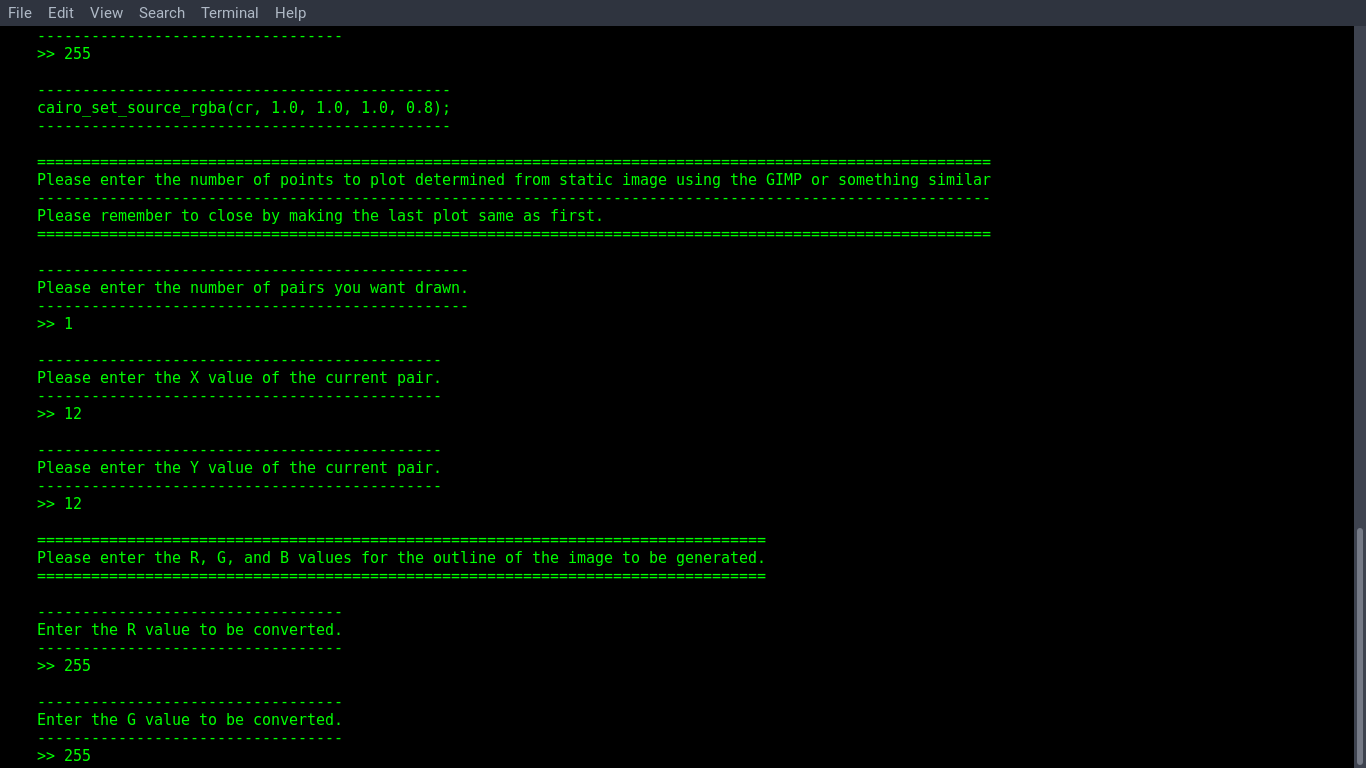 File Edit View Search Terminal Help
----------------------------------
>> 255
----------------------------------------------
cairo_set_source_rgba(cr, 1.0, 1.0, 1.0, 0.8);
----------------------------------------------
==========================================================================================================
Please enter the number of points to plot determined from static image using the GIMP or something similar
----------------------------------------------------------------------------------------------------------
Please remember to close by making the last plot same as first.
==========================================================================================================
------------------------------------------------
Please enter the number of pairs you want drawn.
------------------------------------------------
>> 1
---------------------------------------------
Please enter the X value of the current pair.
---------------------------------------------
>> 12
---------------------------------------------
Please enter the Y value of the current pair.
---------------------------------------------
>> 12
=================================================================================
Please enter the R, G, and B values for the outline of the image to be generated.
=================================================================================
----------------------------------
Enter the R value to be converted.
----------------------------------
>> 255
----------------------------------
Enter the G value to be converted.
----------------------------------
>> 255